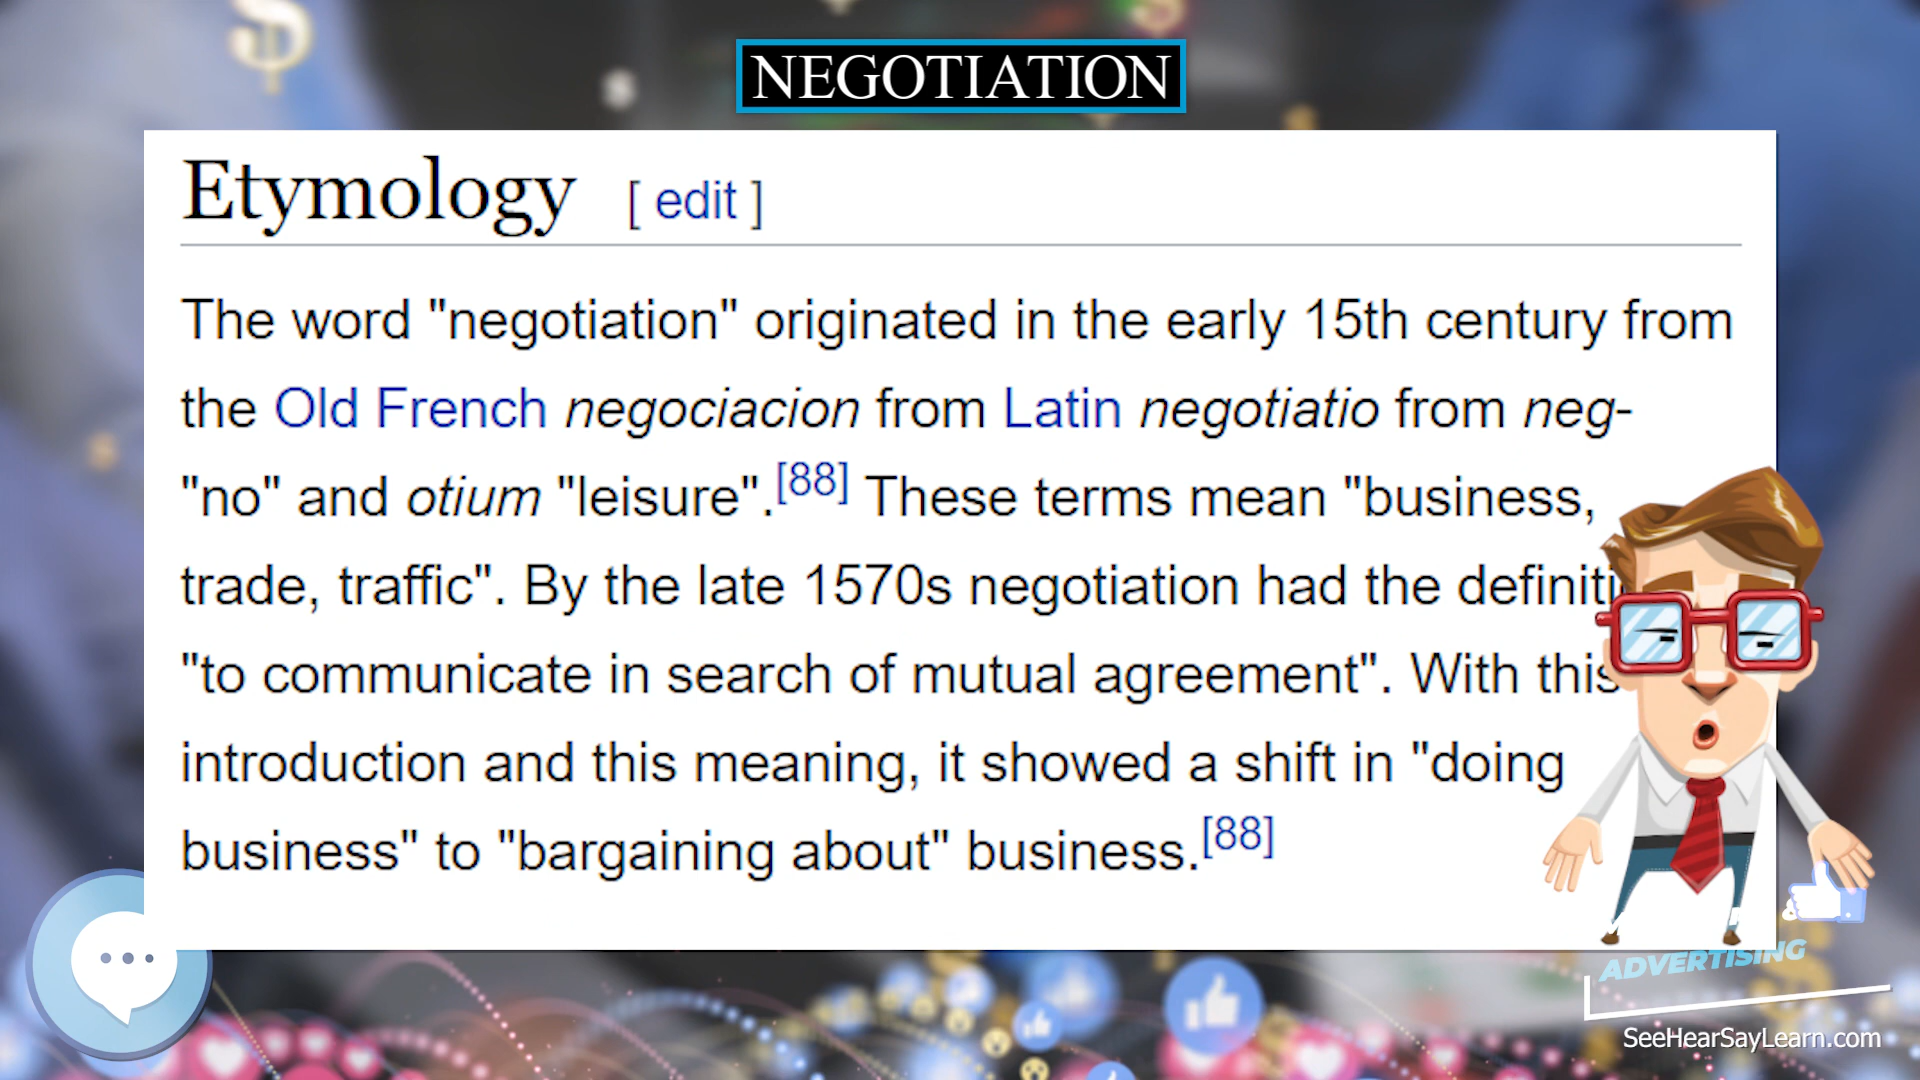 NEGOTIATION
Etymology [ edit ]
The word "negotiation" originated in the early 15th century from
the Old French negociacion from Latin negotiatio from neg-
"no" and otium "leisure".[88] These terms mean "business,
trade, traffic". By the late 1570s negotiation had the
"to communicate in search of mutual agreement". With this
introduction and this meaning, it showed a shift in "doing
business" to "bargaining about" business.[88]
ADVERTISING
SeeHearSayLearn.com